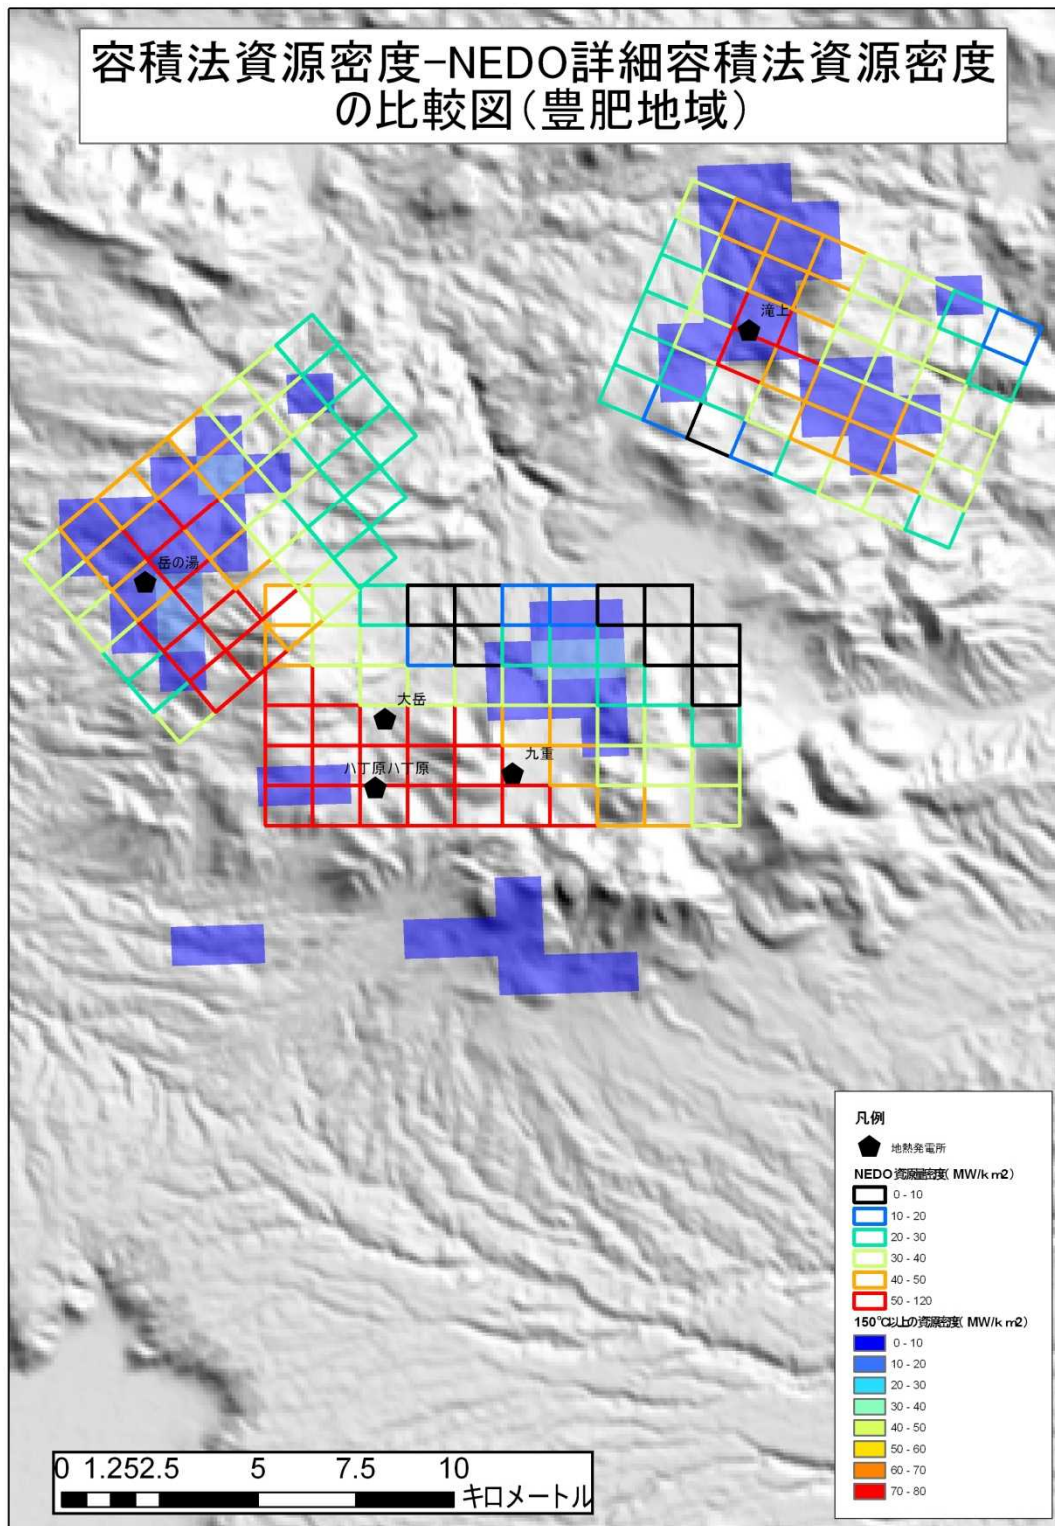 容積法資源密度-NEDO詳細容積法資源密度
の比較図(豊肥地域)
滝上
岳の湯
大岳
九重
八丁原八丁原
凡例
地熱発電所
NEDO資源量密度( MW/k m2)
0 - 10
10 - 20
20 - 30
30 - 40
40 - 50
50 - 120
150℃以上の資源密度( MW/k m2)
0 - 10
10 - 20
20 - 30
30 - 40
40 - 50
50 - 60
60 - 70
70 - 80
0 1.252.5 5 7.5 10
キロメートル